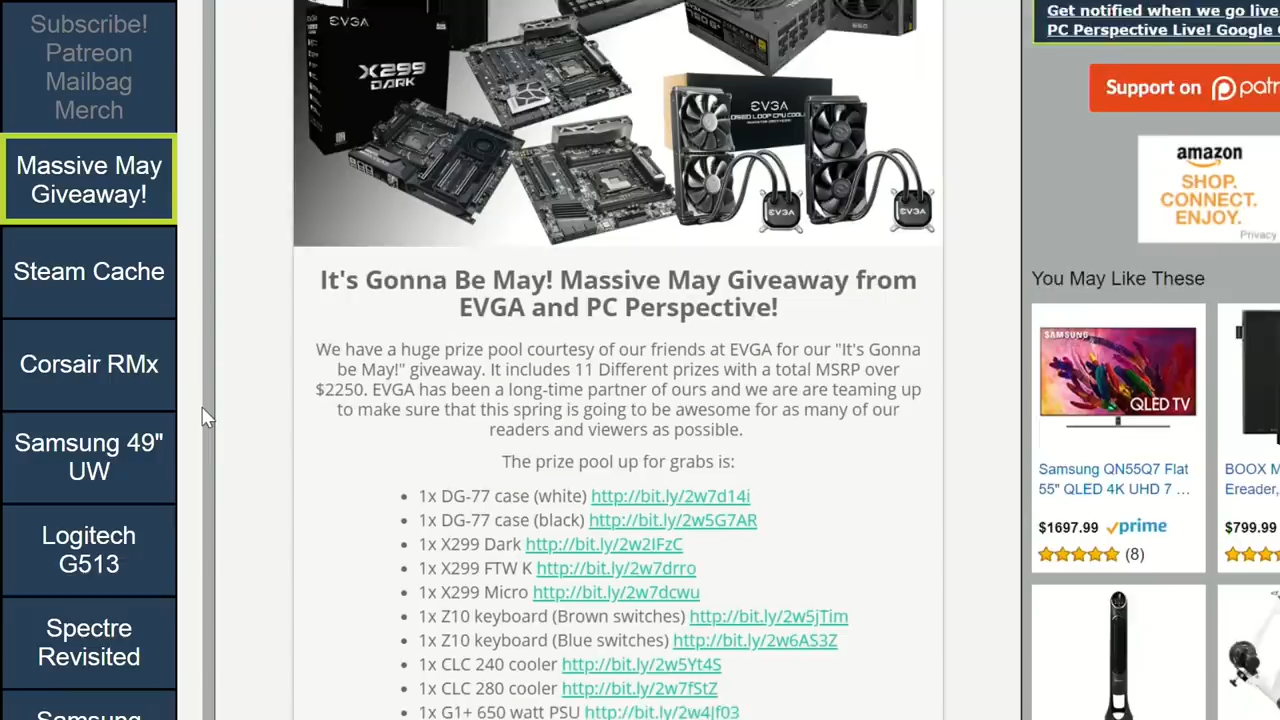 Subscribe!
Patreon
Mailbag
Merch
Massive May
Giveaway!
Steam Cache
Corsair RMx
Samsung 49"
UW
Logitech
G513
Spectre
Revisited
Samsung
EVGA
X299
DARK
EVGA
CLOSED LOOP CPU COOL
EVGA
EVGA
It's Gonna Be May! Massive May Giveaway from
EVGA and PC Perspective!
We have a huge prize pool courtesy of our friends at EVGA for our "It's Gonna
be May!" giveaway. It includes 11 Different prizes with a total MSRP over
$2250. EVGA has been a long-time partner of ours and we are are teaming up
to make sure that this spring is going to be awesome for as many of our
readers and viewers as possible.
The prize pool up for grabs is:
• 1x DG-77 case (white) http://bit.ly/2w7d14i
• 1x DG-77 case (black) http://bit.ly/2w5G7AR
• 1x X299 Dark http://bit.ly/2w2IFzC
• 1x X299 FTW K http://bit.ly/2w7drro
• 1x X299 Micro http://bit.ly/2w7dcwu
• 1x Z10 keyboard (Brown switches) http://bit.ly/2w5jTim
• 1x Z10 keyboard (Blue switches) http://bit.ly/2w6AS3Z
• 1x CLC 240 cooler http://bit.ly/2w5Yt4S
• 1x CLC 280 cooler http://bit.ly/2w7fStZ
• 1x G1+ 650 watt PSU http://bit.ly/2w4Jf03
Get notified when we go live
PC Perspective Live! Google
Support on patr
amazon
SHOP.
CONNECT.
ENJOY.
Privacy
You May Like These
SAMSUNG
QLED TV
Samsung QN55Q7 Flat
55" QLED 4K UHD 7 ...
$1697.99 prime
(8)
BOOX M
Ereader,
$799.99